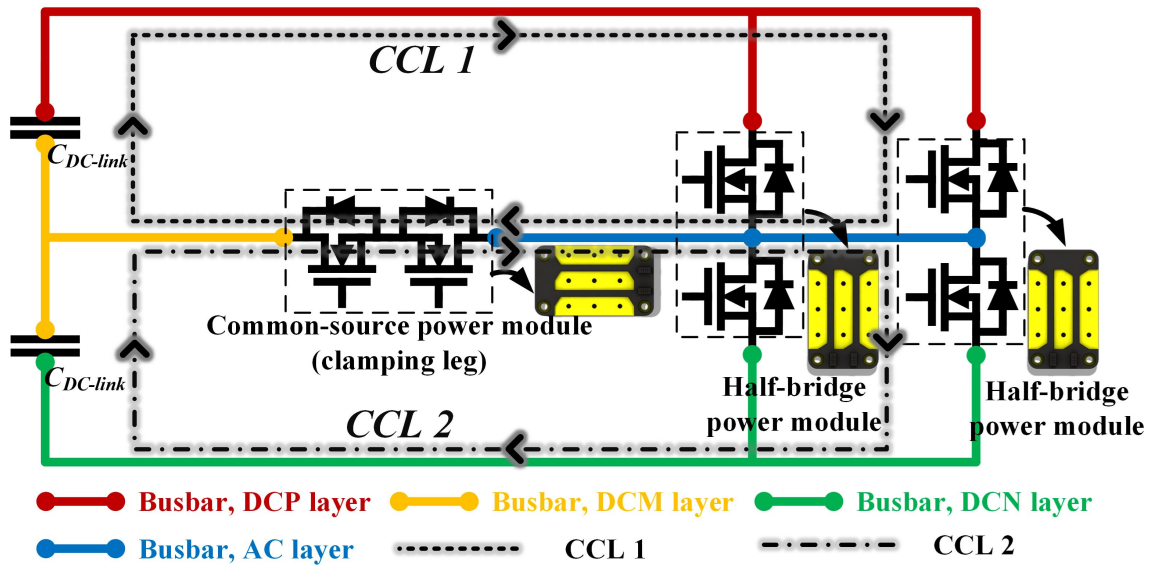 CCL 1
C_DC-link
Common-source power module
(clamping leg)
C_DC-link
CCL 2
Half-bridge
power module
Half-bridge
power module
Busbar, DCP layer
Busbar, DCM layer
Busbar, DCN layer
Busbar, AC layer
CCL 1
CCL 2